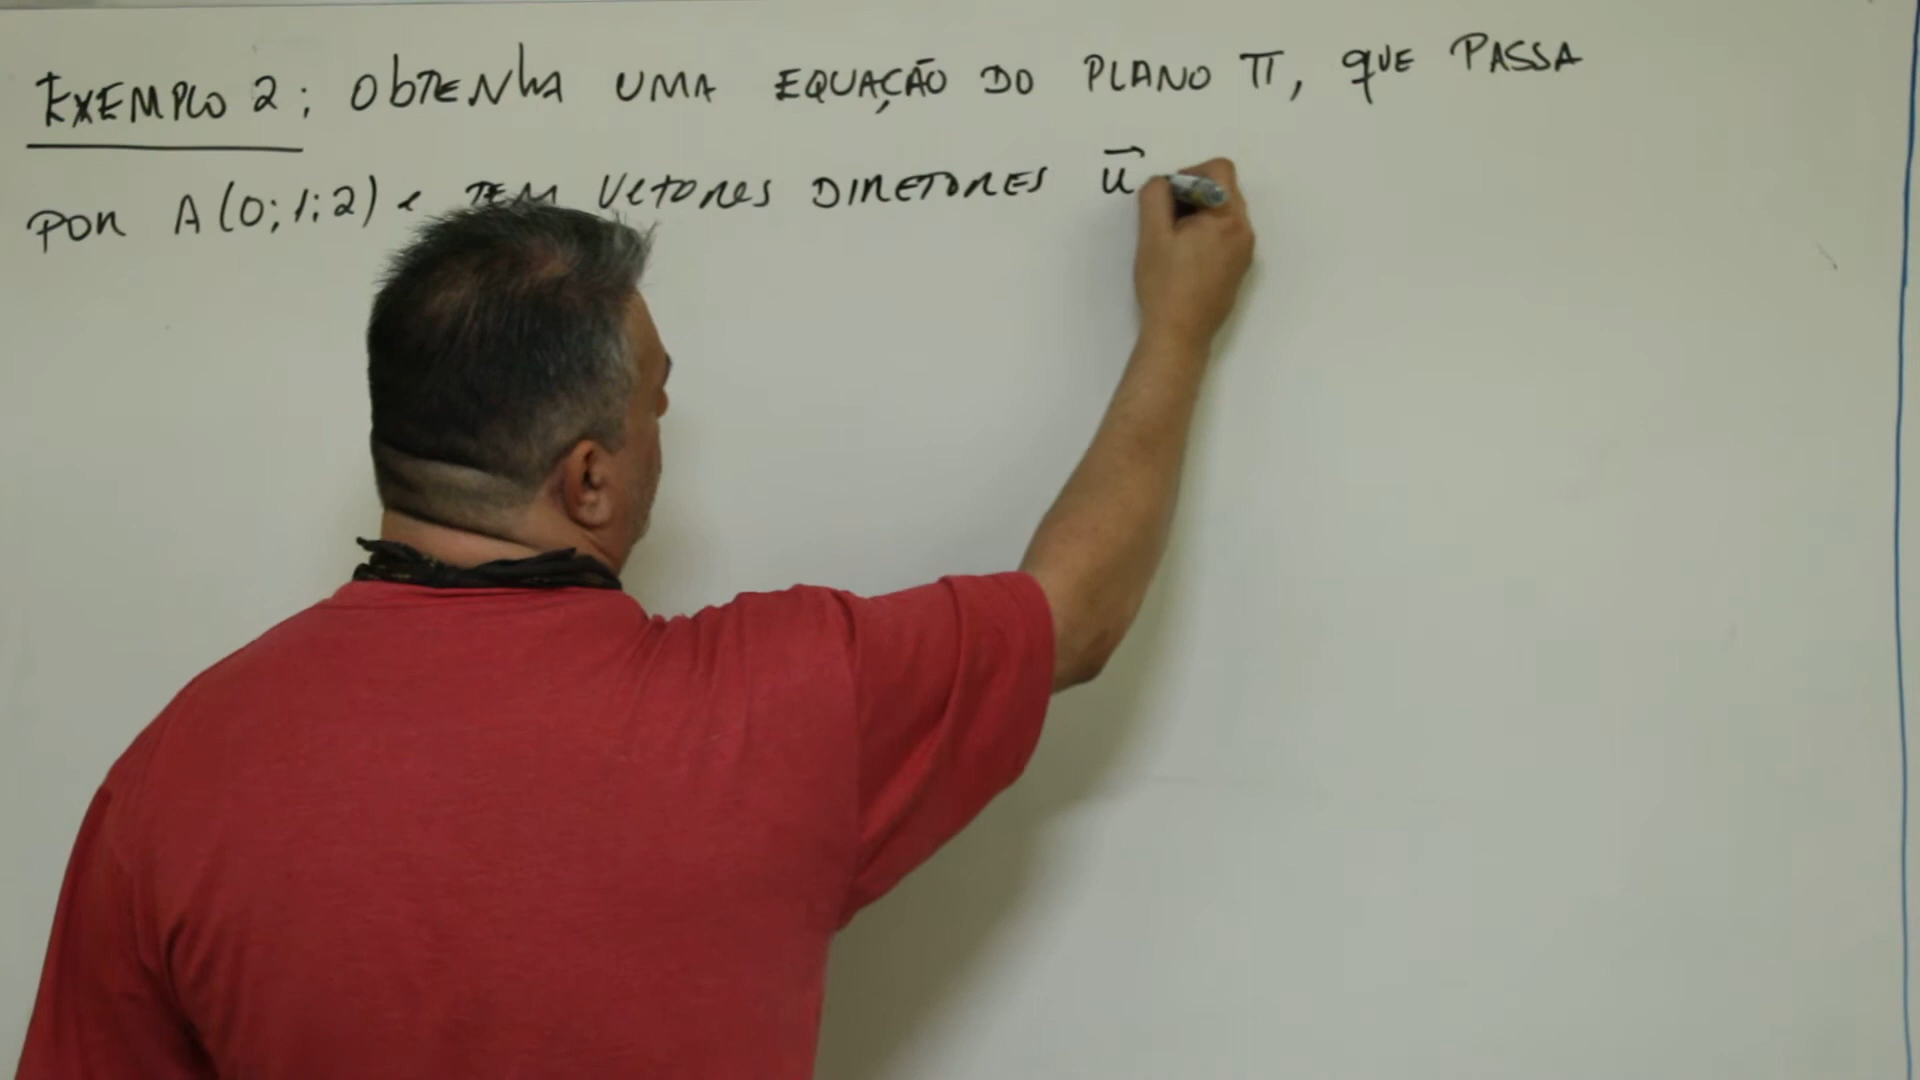 EXEMPLO 2: ObTENhA UMA EQUAÇÃO DO PLANO π, que PASSA
POR A(0;1;2) e TEM VETORES DIRETORES u⃗